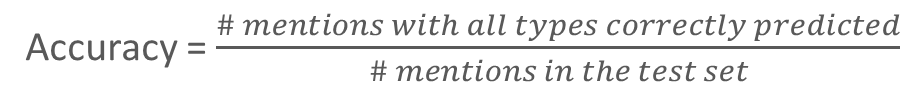 Accuracy = # mentions with all types correctly predicted
# mentions in the test set